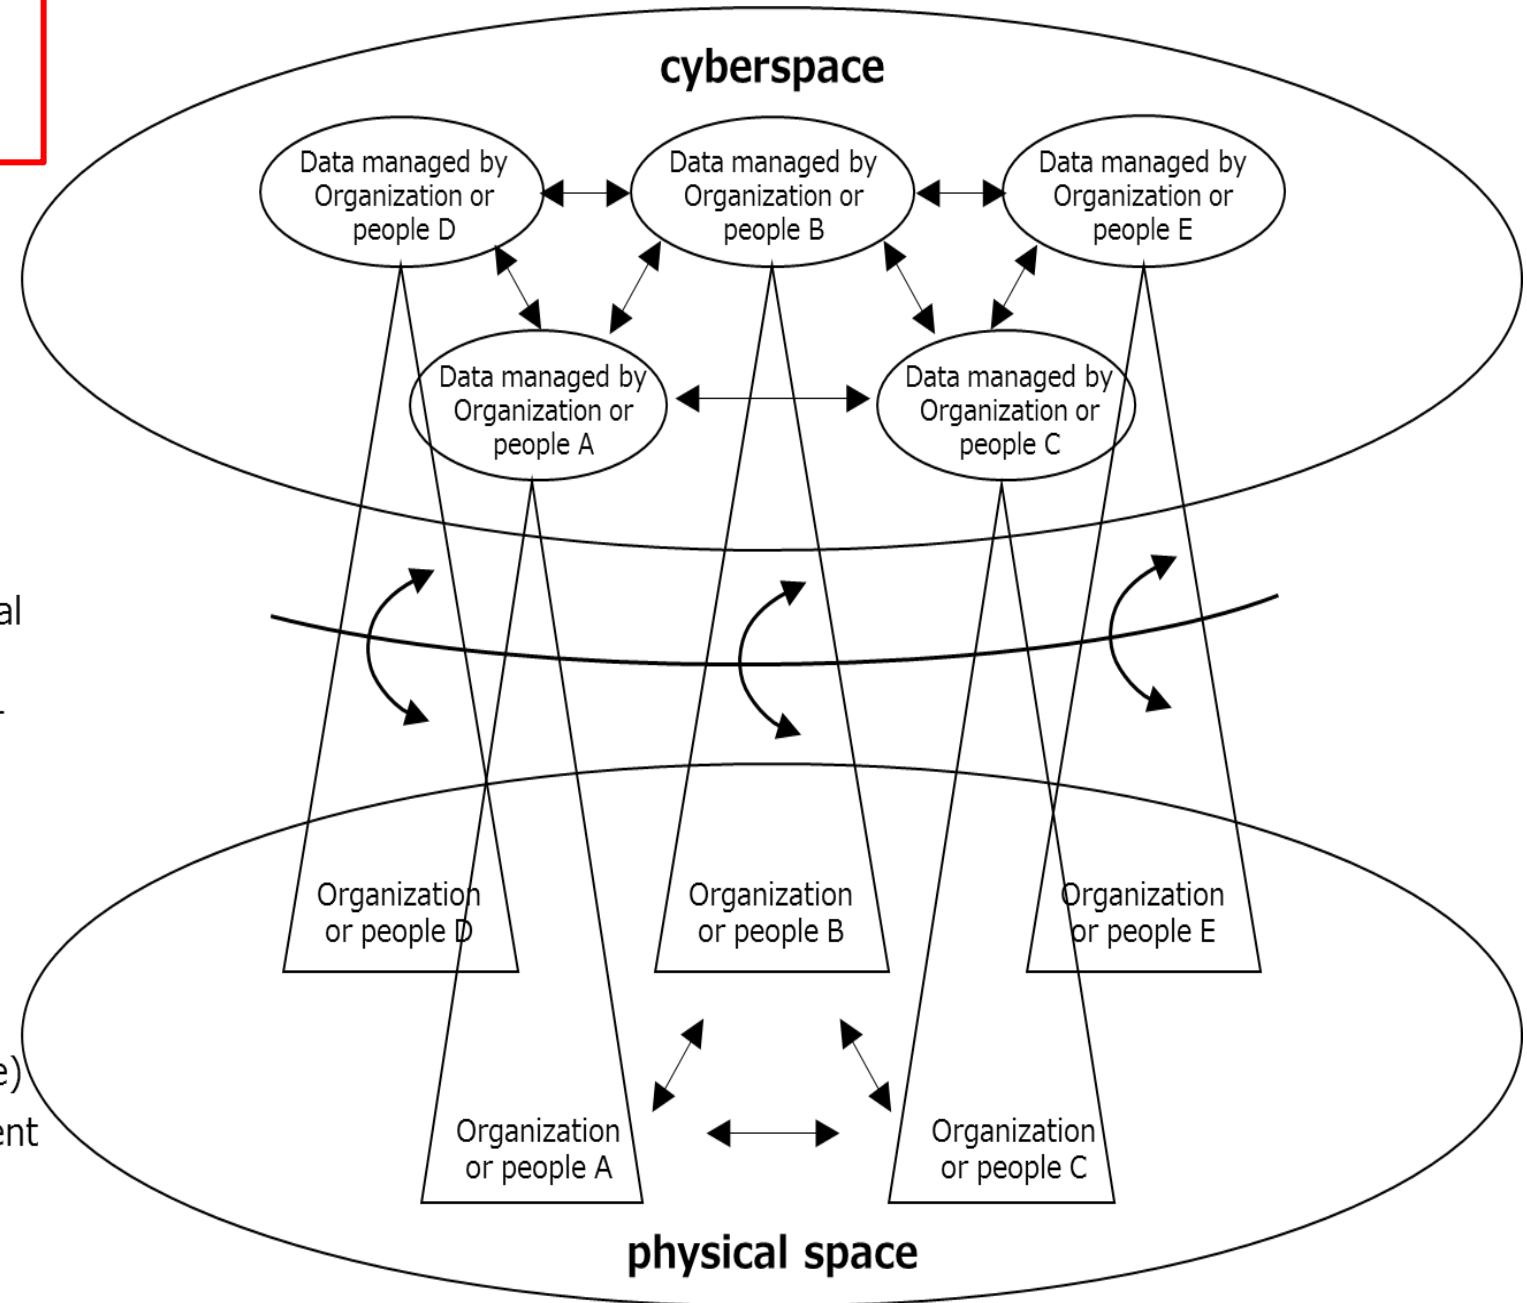 cyberspace
Data managed by
Organization or
people D
Data managed by
Organization or
people B
Data managed by
Organization or
people E
Data managed by
Organization or
people A
Data managed by
Organization or
people C
Organization
or people D
Organization
or people B
Organization
or people E
Organization
or people A
Organization
or people C
physical space